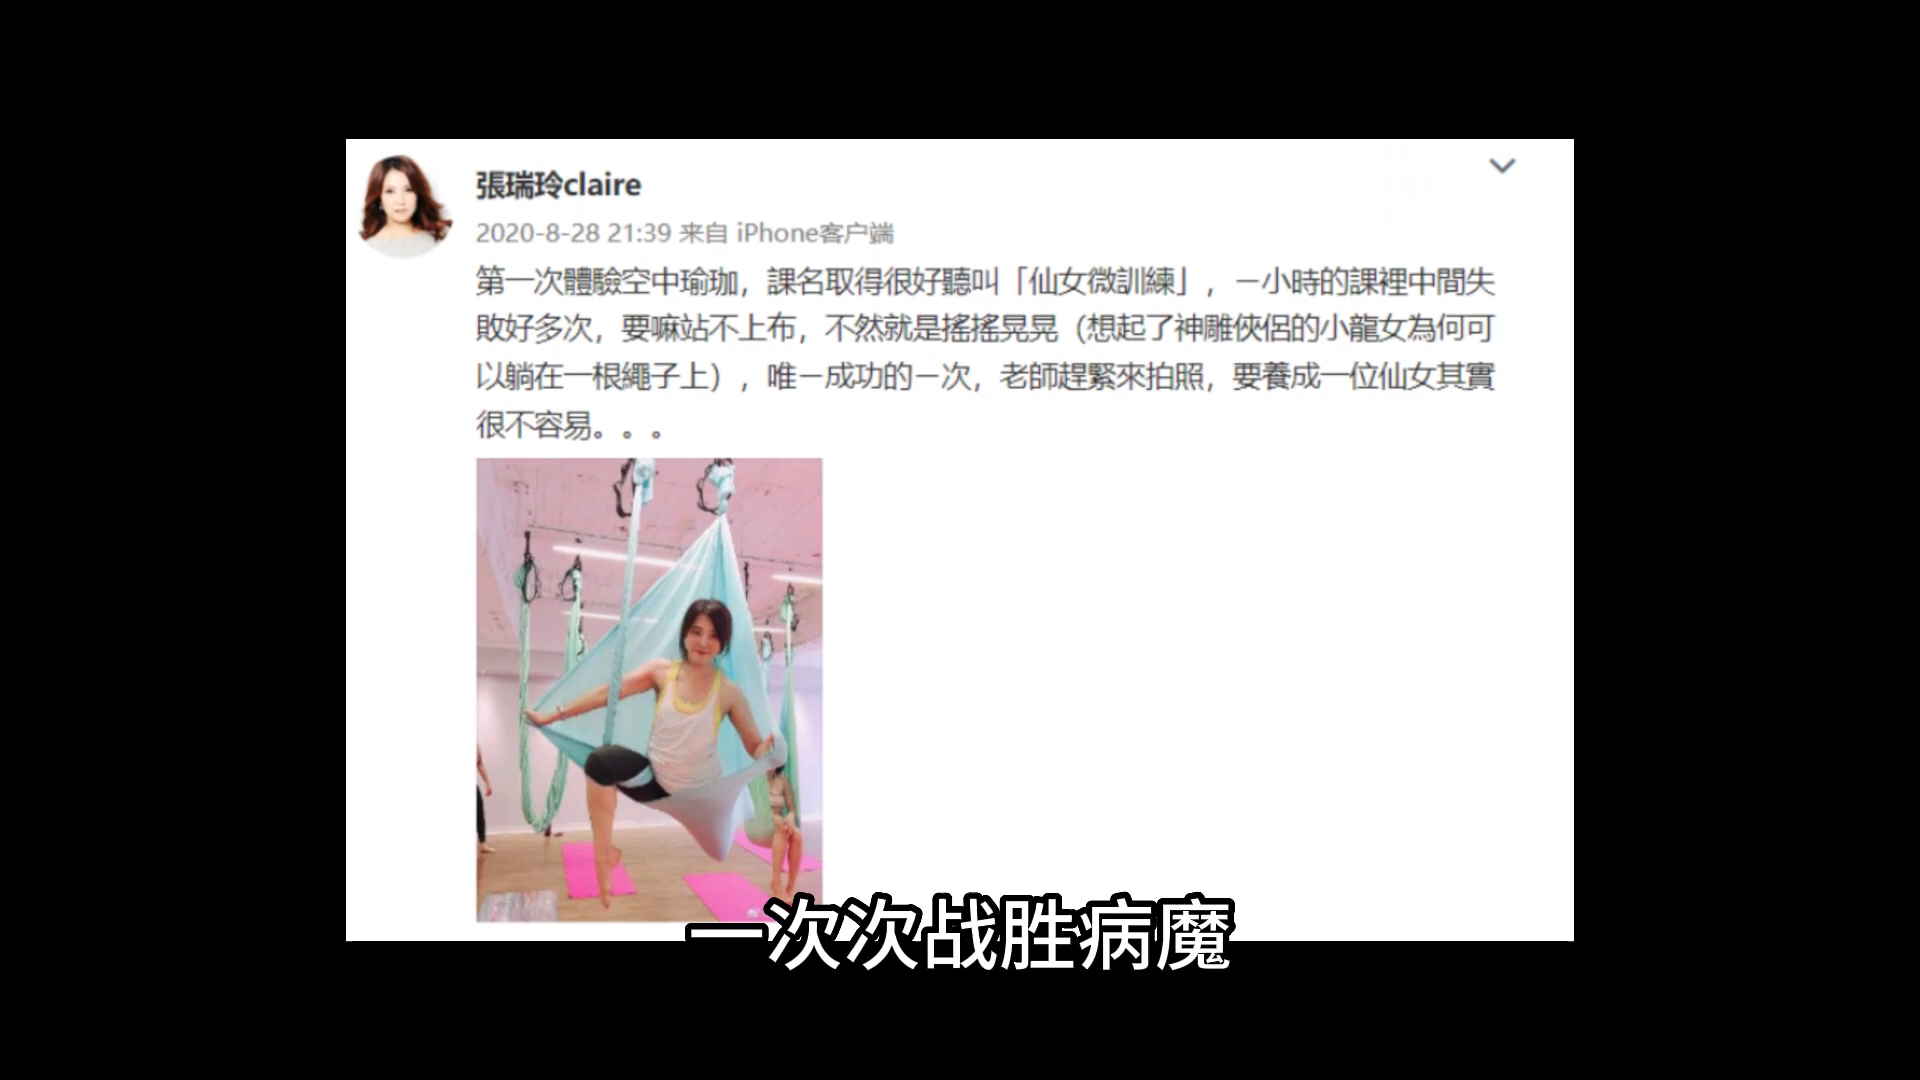 張瑞玲claire
2020-8-28 21:39 来自 iPhone客户端
第一次體驗空中瑜珈，課名取得很好聽叫「仙女微訓練」，一小時的課裡中間失
敗好多次，要嘛站不上布，不然就是搖搖晃晃（想起了神雕俠侶的小龍女為何可
以躺在一根繩子上），唯一成功的一次，老師趕緊來拍照，要養成一位仙女其實
很不容易。。。
一次次战胜病魔